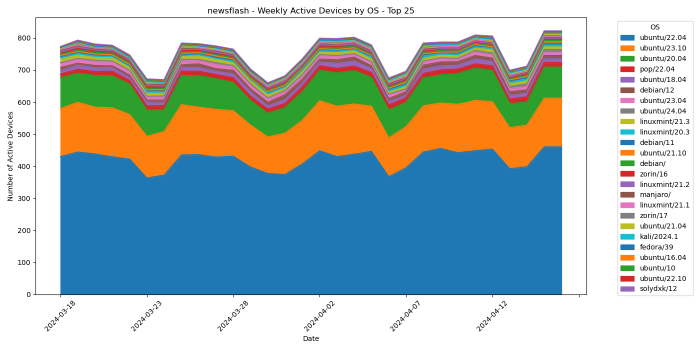 newsflash - Weekly Active Devices by OS - Top 25
Number of Active Devices
800
700
600
500
400
300
200
100
0
2024-03-18
2024-03-23
2024-03-28
2024-04-02
2024-04-07
2024-04-12
Date
OS
ubuntu/22.04
ubuntu/23.10
ubuntu/20.04
pop/22.04
ubuntu/18.04
debian/12
ubuntu/23.04
ubuntu/24.04
linuxmint/21.3
linuxmint/20.3
debian/11
ubuntu/21.10
debian/
zorin/16
linuxmint/21.2
manjaro/
linuxmint/21.1
zorin/17
ubuntu/21.04
kali/2024.1
fedora/39
ubuntu/16.04
ubuntu/10
ubuntu/22.10
solydxk/12